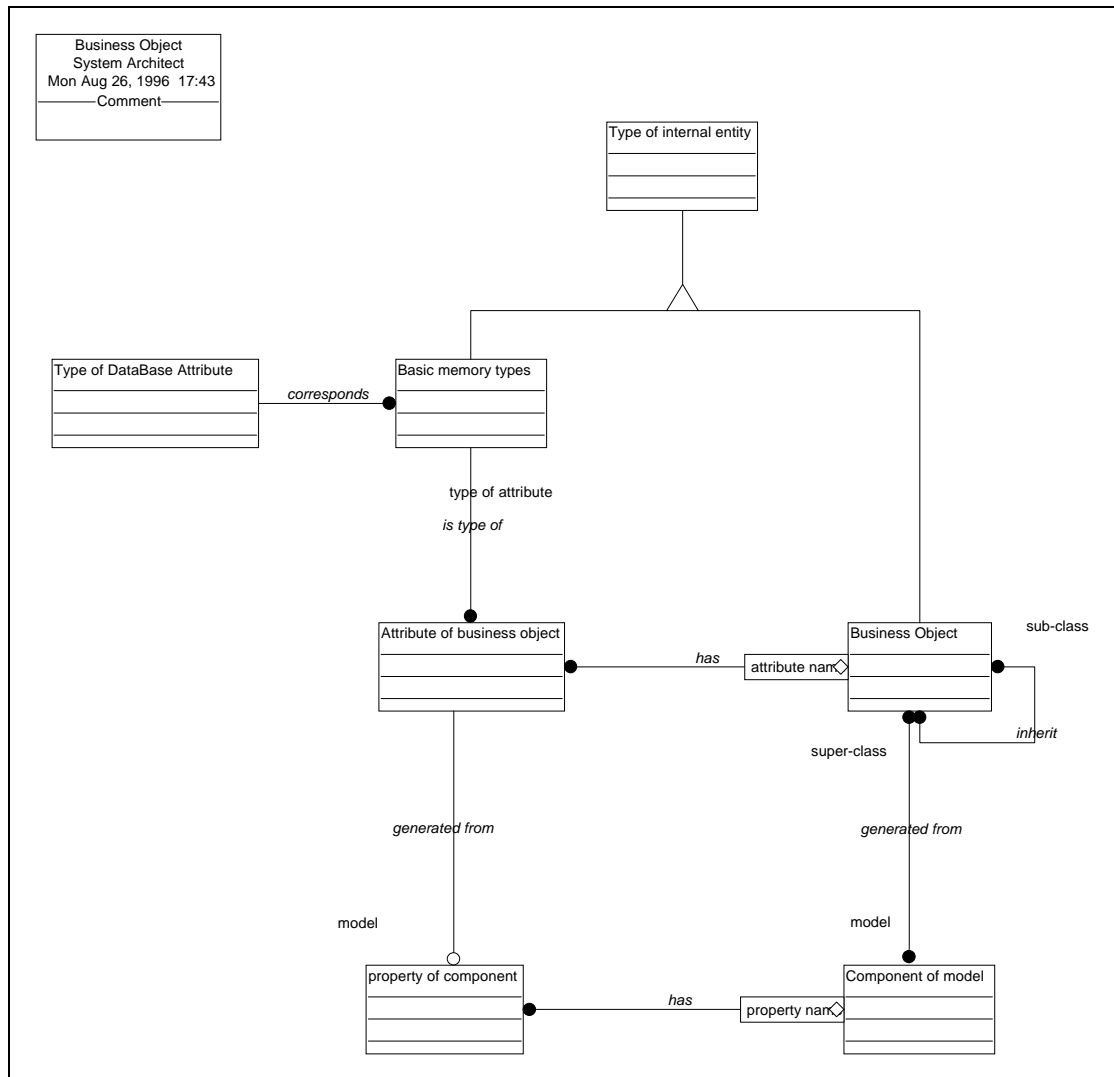 Business Object
System Architect
Mon Aug 26, 1996 17:43
Comment
Type of internal entity
Type of DataBase Attribute
corresponds
Basic memory types
type of attribute
is type of
Attribute of business object
has
attribute nam
Business Object
sub-class
inherit
super-class
generated from
generated from
model
model
property of component
has
property nam
Component of model